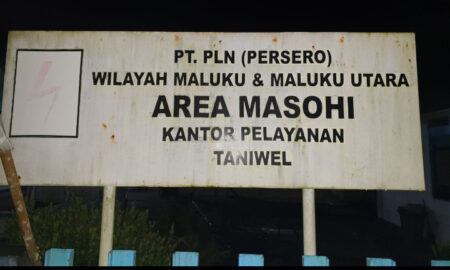 PT. PLN (PERSERO)
WILAYAH MALUKU & MALUKU UTARA
AREA MASOHI
KANTOR PELAYANAN
TANIWEL